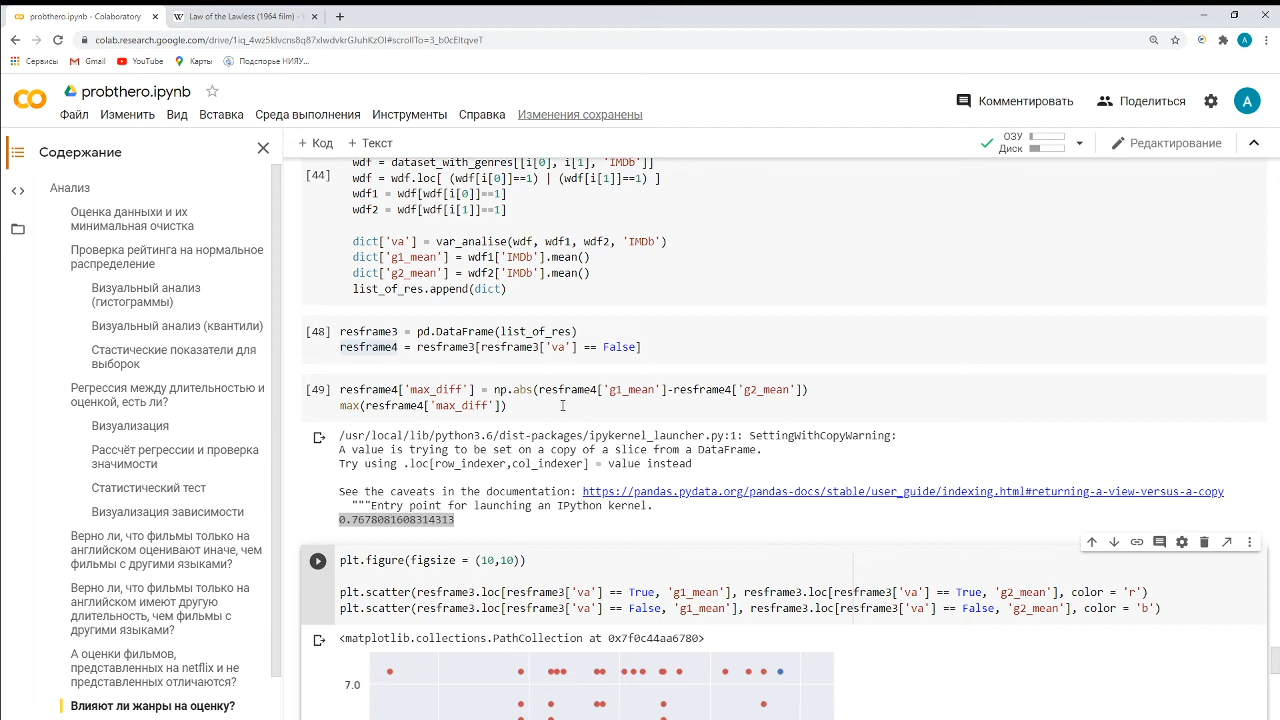 probthero.ipynb - Colaboratory
Law of the Lawless (1964 film) -
colab.research.google.com/drive/1iq_4wz5klvcns8q87xlwdvkrGJuhKzOl#scrollTo=3_b0cEltqveT
Сервисы
Gmail
YouTube
Карты
Подспорье НИЯУ...
A
probthero.ipynb
Комментировать
Поделиться
A
Файл Изменить Вид Вставка Среда выполнения Инструменты Справка Изменения сохранены
+ Код + Текст
ОЗУ
Диск
Редактирование
Содержание
Анализ
Оценка данныхи и их
минимальная очистка
Проверка рейтинга на нормальное
распределение
Визуальный анализ
(гистограммы)
Визуальный анализ (квантили)
Стастические показатели для
выборок
Регрессия между длительностью и
оценкой, есть ли?
Визуализация
Рассчёт регрессии и проверка
значимости
Статистический тест
Визуализация зависимости
Верно ли, что фильмы только на
английском оценивают иначе, чем
фильмы с другими языками?
Верно ли, что фильмы только на
английском имеют другую
длительность, чем фильмы с
другими языками?
А оценки фильмов,
представленных на netflix и не
представленных отличаются?
Влияют ли жанры на оценку?
wdf = dataset_with_genres[[i[0], i[1], 'IMDb']]
[44] wdf = wdf.loc[ (wdf[i[0]]==1) | (wdf[i[1]]==1) ]
wdf1 = wdf[wdf[i[0]]==1]
wdf2 = wdf[wdf[i[1]]==1]
dict['va'] = var_analise(wdf, wdf1, wdf2, 'IMDb')
dict['g1_mean'] = wdf1['IMDb'].mean()
dict['g2_mean'] = wdf2['IMDb'].mean()
list_of_res.append(dict)
[48] resframe3 = pd.DataFrame(list_of_res)
resframe4 = resframe3[resframe3['va'] == False]
[49] resframe4['max_diff'] = np.abs(resframe4['g1_mean']-resframe4['g2_mean'])
max(resframe4['max_diff'])
/usr/local/lib/python3.6/dist-packages/ipykernel_launcher.py:1: SettingWithCopyWarning:
A value is trying to be set on a copy of a slice from a DataFrame.
Try using .loc[row_indexer,col_indexer] = value instead
See the caveats in the documentation: https://pandas.pydata.org/pandas-docs/stable/user_guide/indexing.html#returning-a-view-versus-a-copy
"""Entry point for launching an IPython kernel.
0.7678081608314313
plt.figure(figsize = (10,10))
plt.scatter(resframe3.loc[resframe3['va'] == True, 'g1_mean'], resframe3.loc[resframe3['va'] == True, 'g2_mean'], color = 'r')
plt.scatter(resframe3.loc[resframe3['va'] == False, 'g1_mean'], resframe3.loc[resframe3['va'] == False, 'g2_mean'], color = 'b')
<matplotlib.collections.PathCollection at 0x7f0c44aa6780>
7.0